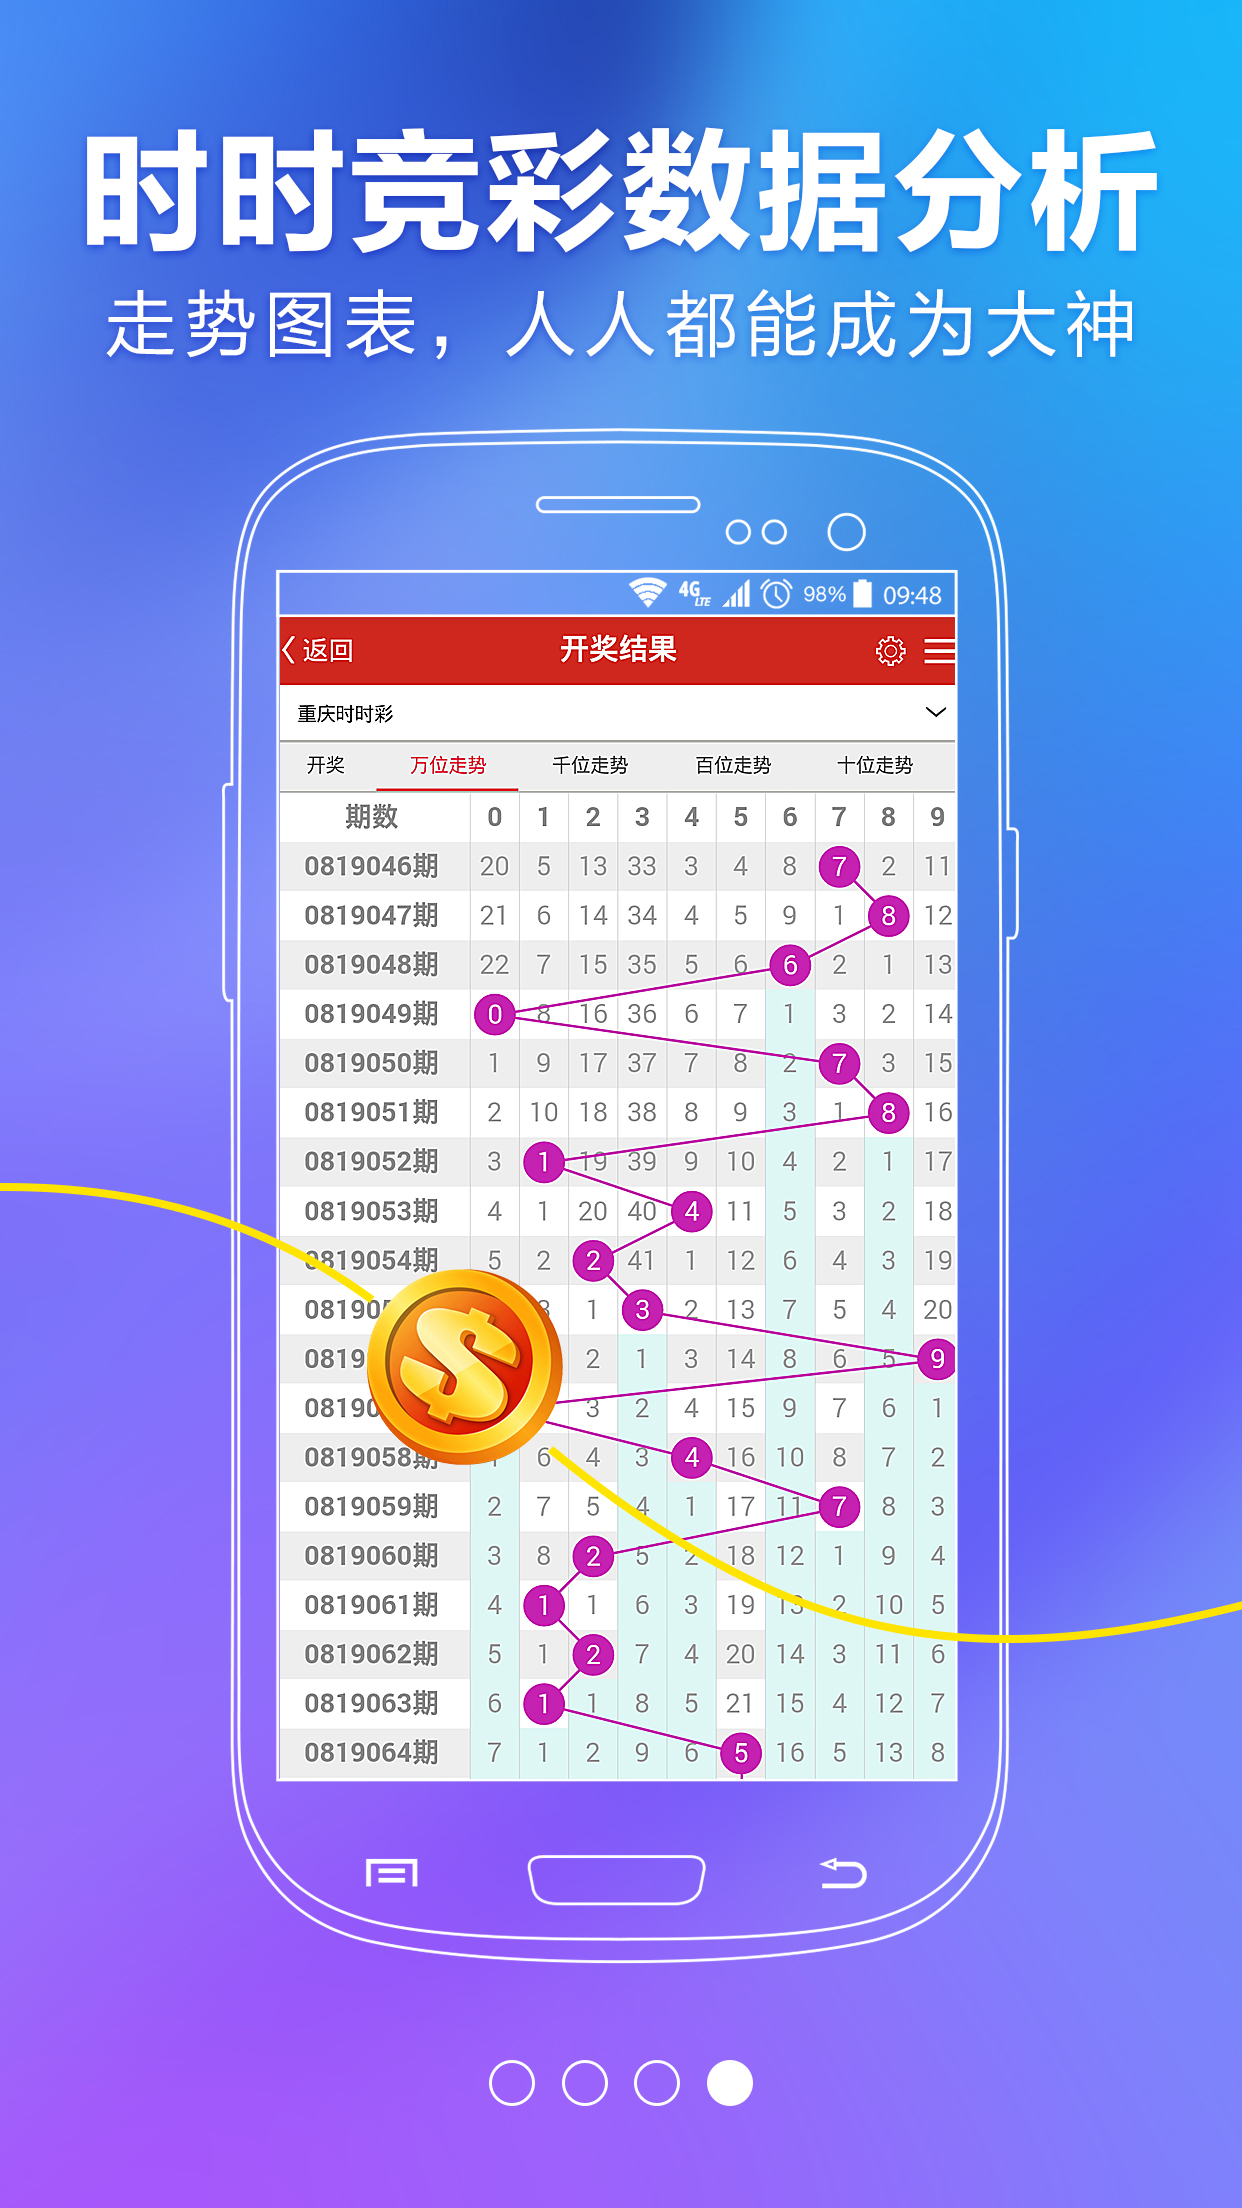 时时竞彩数据分析
走势图表，人人都能成为大神
4G LTE 98% 09:48
返回 开奖结果
重庆时时彩
开奖 万位走势 千位走势 百位走势 十位走势
期数 0 1 2 3 4 5 6 7 8 9
0819046期 20 5 13 33 3 4 8 7 2 11
0819047期 21 6 14 34 4 5 9 1 8 12
0819048期 22 7 15 35 5 6 6 2 1 13
0819049期 0 8 16 36 6 7 1 3 2 14
0819050期 1 9 17 37 7 8 2 7 3 15
0819051期 2 10 18 38 8 9 3 1 8 16
0819052期 3 1 19 39 9 10 4 2 1 17
0819053期 4 1 20 40 4 11 5 3 2 18
0819054期 5 2 2 41 1 12 6 4 3 19
08190 3 1 3 2 13 7 5 4 20
0819 2 1 3 14 8 6 5 9
08190 3 2 4 15 9 7 6 1
0819058期 1 6 4 3 4 16 10 8 7 2
0819059期 2 7 5 4 1 17 11 7 8 3
0819060期 3 8 2 5 2 18 12 1 9 4
0819061期 4 1 1 6 3 19 13 2 10 5
0819062期 5 1 2 7 4 20 14 3 11 6
0819063期 6 1 1 8 5 21 15 4 12 7
0819064期 7 1 2 9 6 5 16 5 13 8